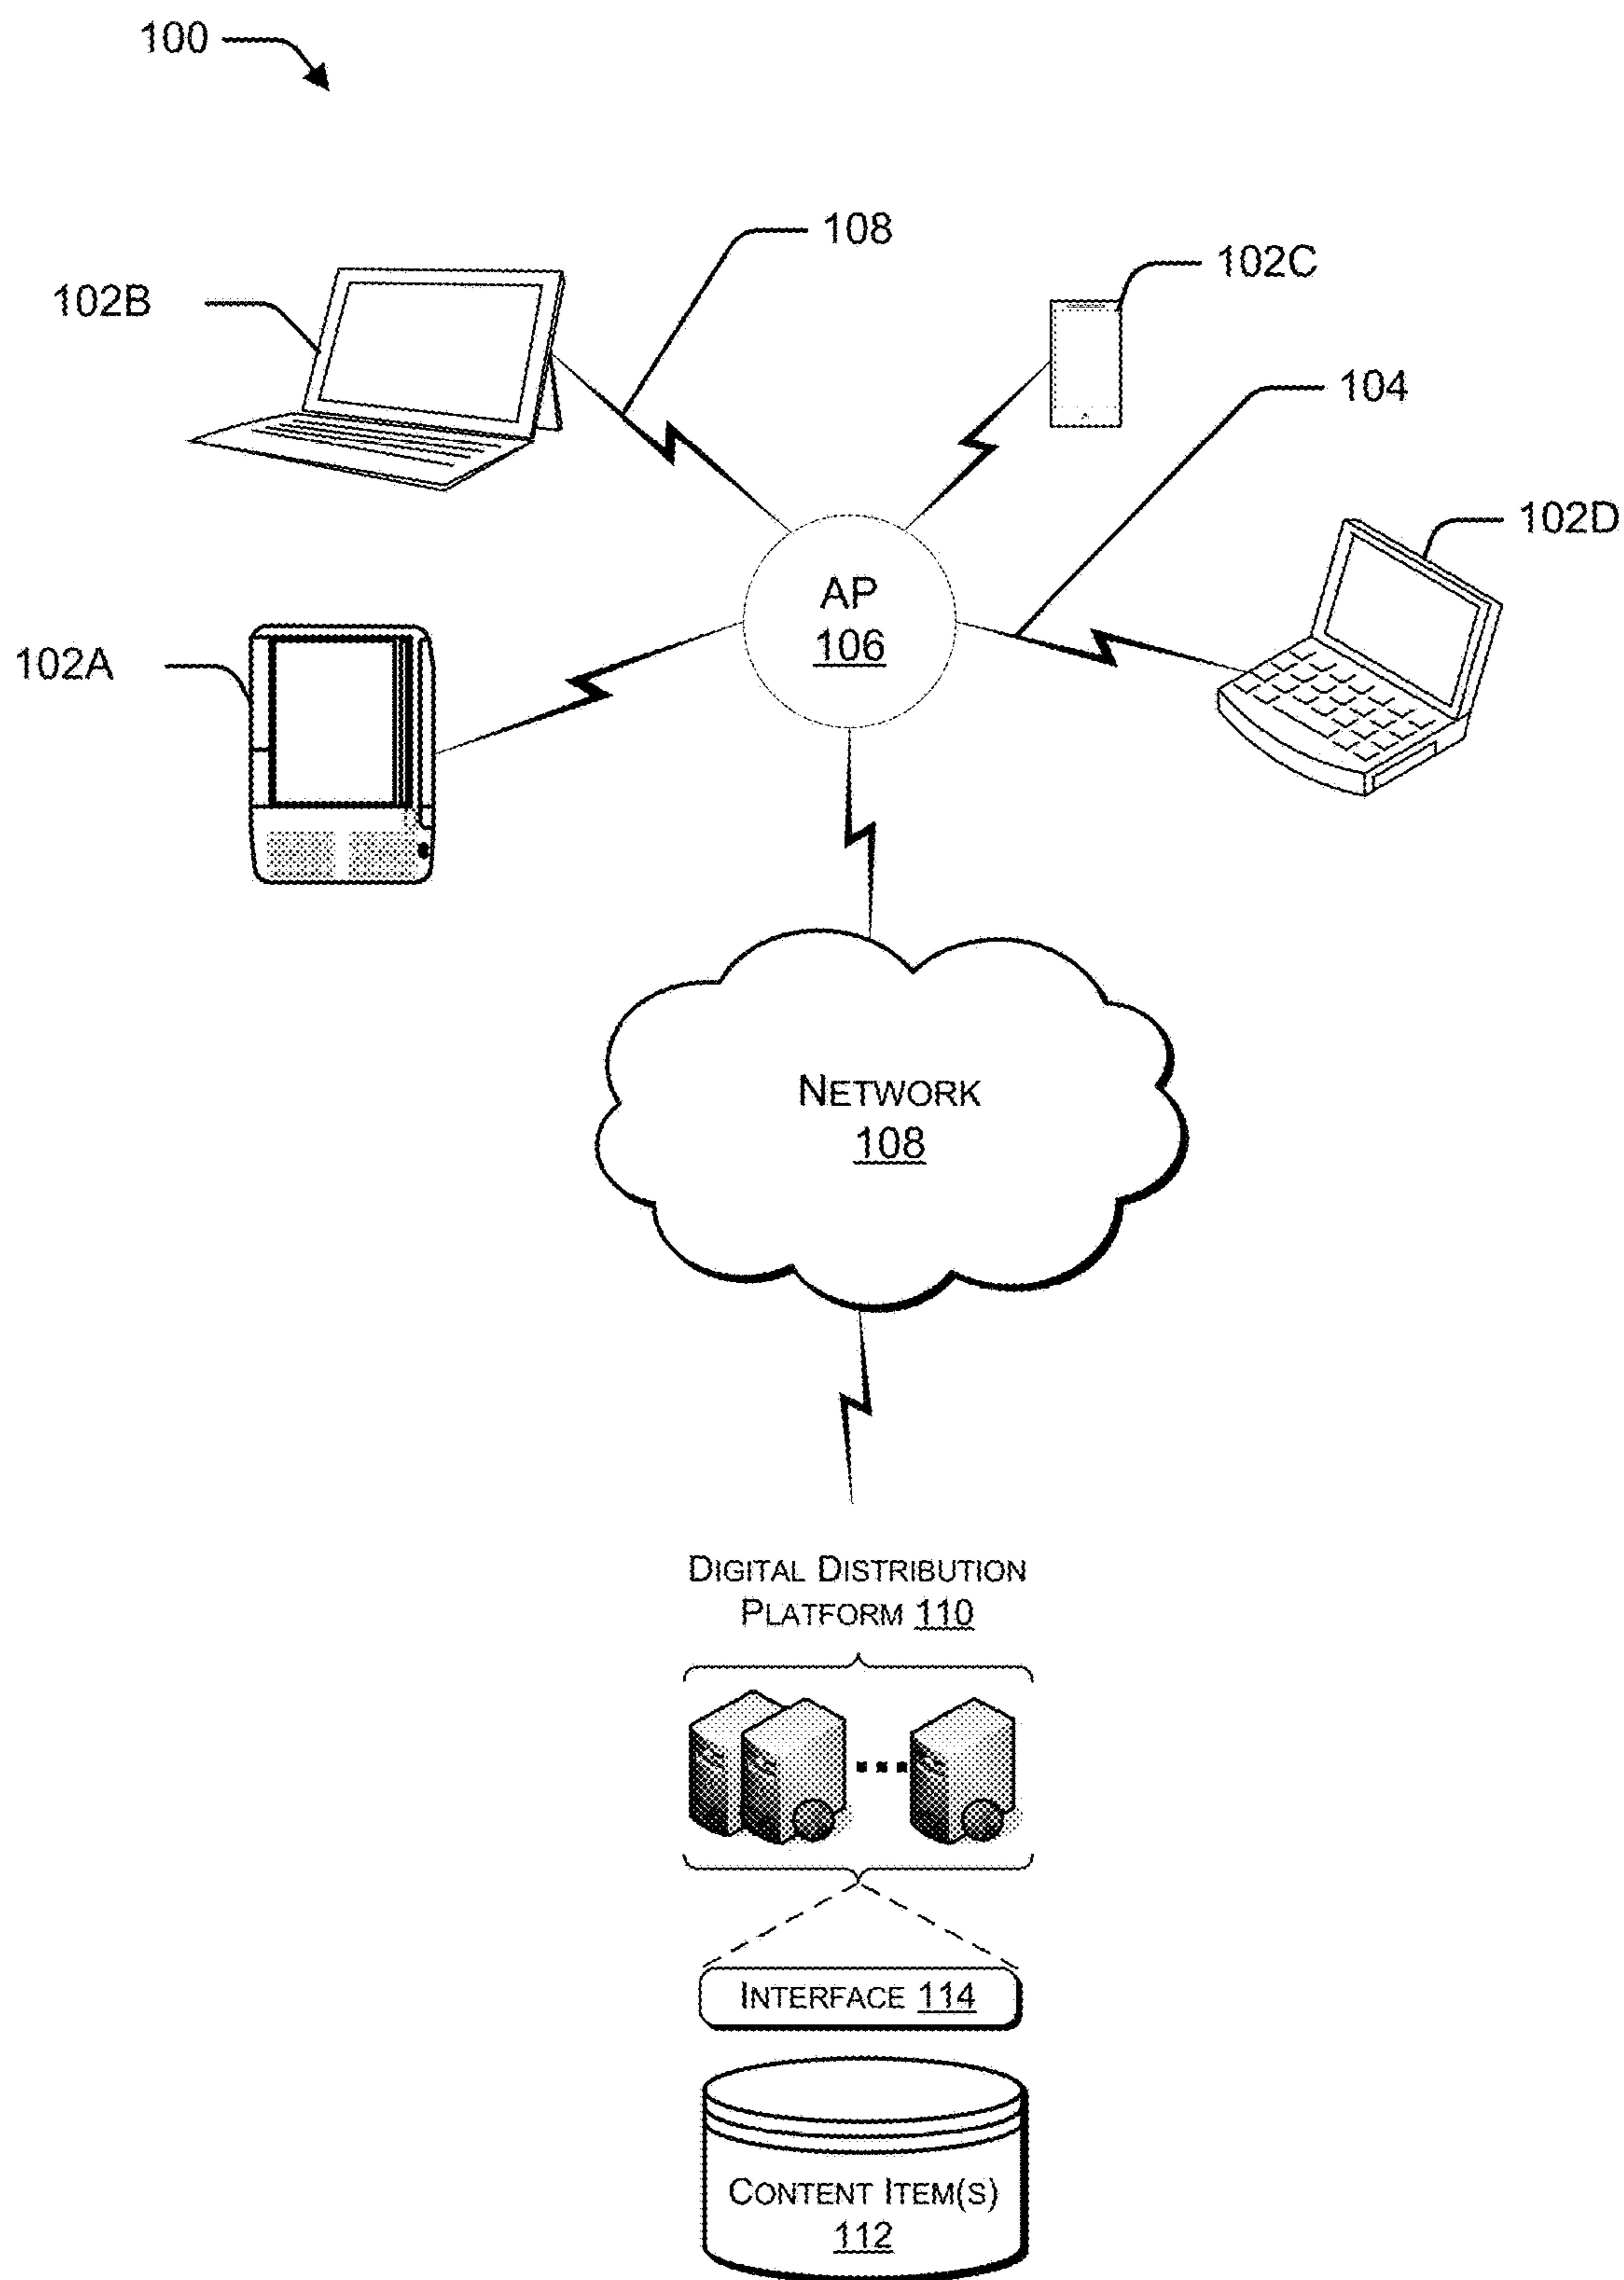 100
108
102C
102B
104
102D
AP
106
102A
NETWORK
108
DIGITAL DISTRIBUTION
PLATFORM 110
INTERFACE 114
CONTENT ITEM(S)
112